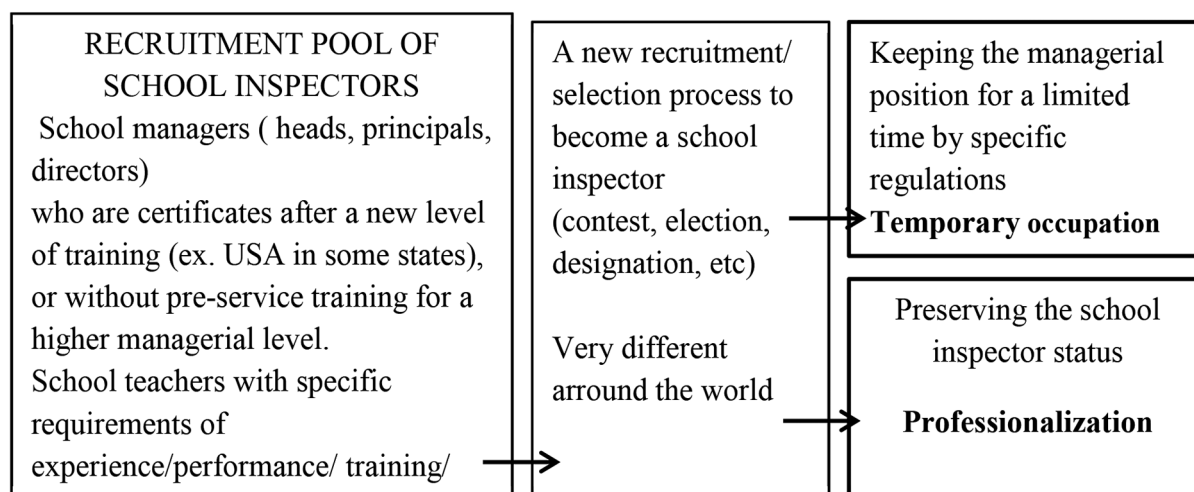 RECRUITMENT POOL OF
SCHOOL INSPECTORS
School managers ( heads, principals,
directors)
who are certificates after a new level
of training (ex. USA in some states),
or without pre-service training for a
higher managerial level.
School teachers with specific
requirements of
experience/performance/ training/
A new recruitment/
selection process to
become a school
inspector
(contest, election,
designation, etc)
Very different
arround the world
Keeping the managerial
position for a limited
time by specific
regulations
Temporary occupation
Preserving the school
inspector status
Professionalization